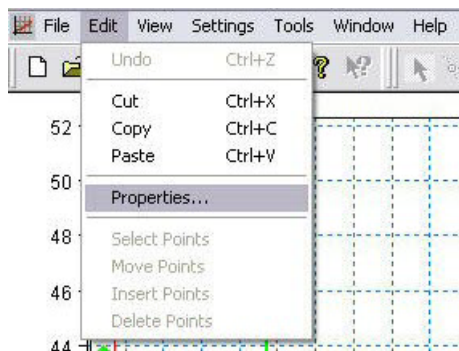 File Edit View Settings Tools Window Help
Undo Ctrl+Z
Cut Ctrl+X
Copy Ctrl+C
Paste Ctrl+V
Properties...
Select Points
Move Points
Insert Points
Delete Points
52
50
48
46
44